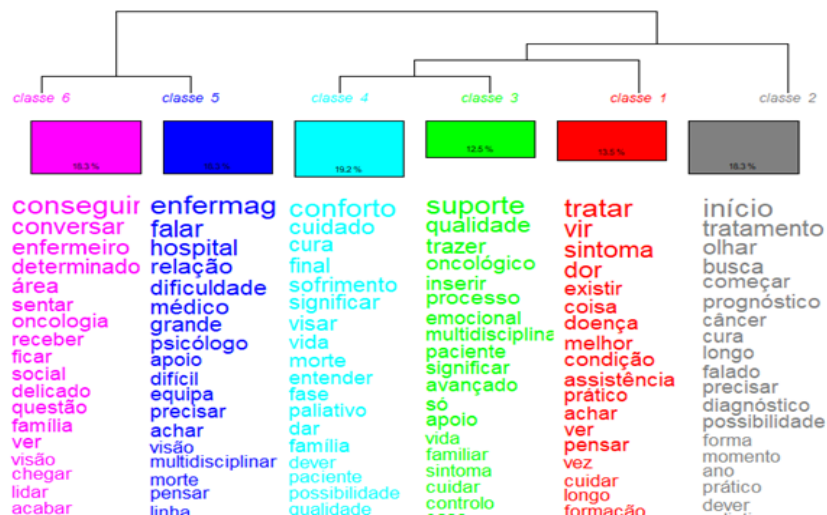 classe 6
classe 5
classe 4
classe 3
classe 1
classe 2
18.3 %
18.3 %
19.2 %
12.5 %
13.5 %
18.3 %
conseguir
conversar
enfermeiro
determinado
área
sentar
oncologia
receber
ficar
social
delicado
questão
família
ver
visão
chegar
lidar
acabar
enfermag
falar
hospital
relação
dificuldade
médico
grande
psicólogo
apoio
difícil
equipa
precisar
achar
visão
multidisciplinar
morte
pensar
linha
conforto
cuidado
cura
final
sofrimento
significar
visar
vida
morte
entender
fase
paliativo
dar
família
dever
paciente
possibilidade
qualidade
suporte
qualidade
trazer
oncológico
inserir
processo
emocional
multidisciplina
paciente
significar
avançado
só
apoio
vida
familiar
sintoma
cuidar
controlo
tratar
vir
sintoma
dor
existir
coisa
doença
melhor
condição
assistência
prático
achar
ver
pensar
vez
cuidar
longo
formação
início
tratamento
olhar
busca
começar
prognóstico
câncer
cura
longo
falado
precisar
diagnóstico
possibilidade
forma
momento
ano
prático
dever